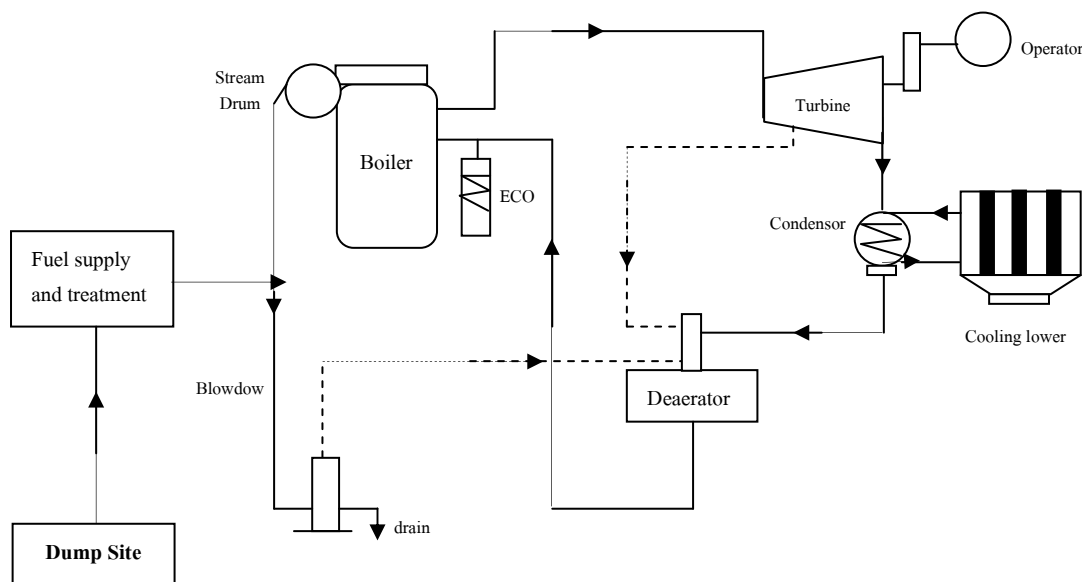 Stream
Drum
Boiler
ECO
Turbine
Operator
Condensor
Cooling lower
Fuel supply
and treatment
Blowdow
Deaerator
drain
Dump Site